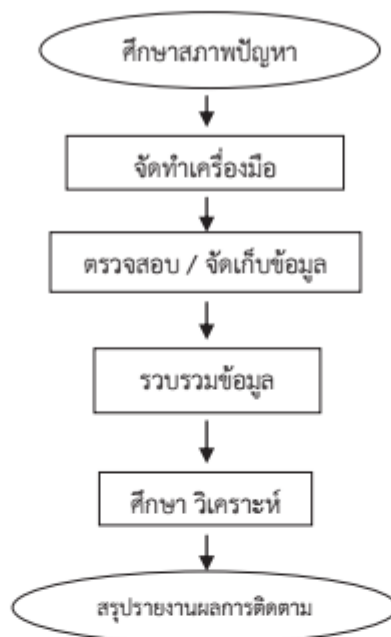 ศึกษาสภาพปัญหา
จัดทำเครื่องมือ
ตรวจสอบ / จัดเก็บข้อมูล
รวบรวมข้อมูล
ศึกษา วิเคราะห์
สรุปรายงานผลการติดตาม